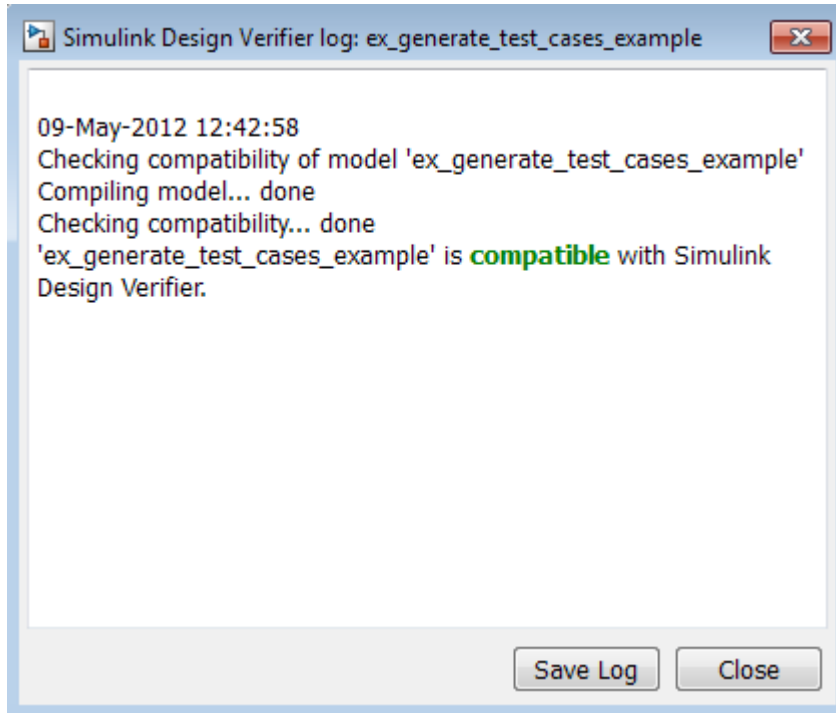 Simulink Design Verifier log: ex_generate_test_cases_example
09-May-2012 12:42:58
Checking compatibility of model 'ex_generate_test_cases_example'
Compiling model... done
Checking compatibility... done
'ex_generate_test_cases_example' is compatible with Simulink
Design Verifier.
Save Log
Close